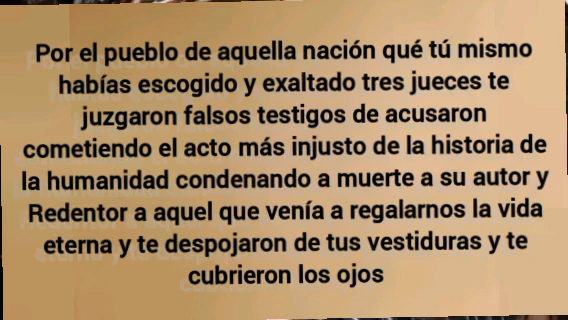 Por el pueblo de aquella nación qué tú mismo
habías escogido y exaltado tres jueces te
juzgaron falsos testigos de acusaron
cometiendo el acto más injusto de la historia de
la humanidad condenando a muerte a su autor y
Redentor a aquel que venía a regalarnos la vida
eterna y te despojaron de tus vestiduras y te
cubrieron los ojos